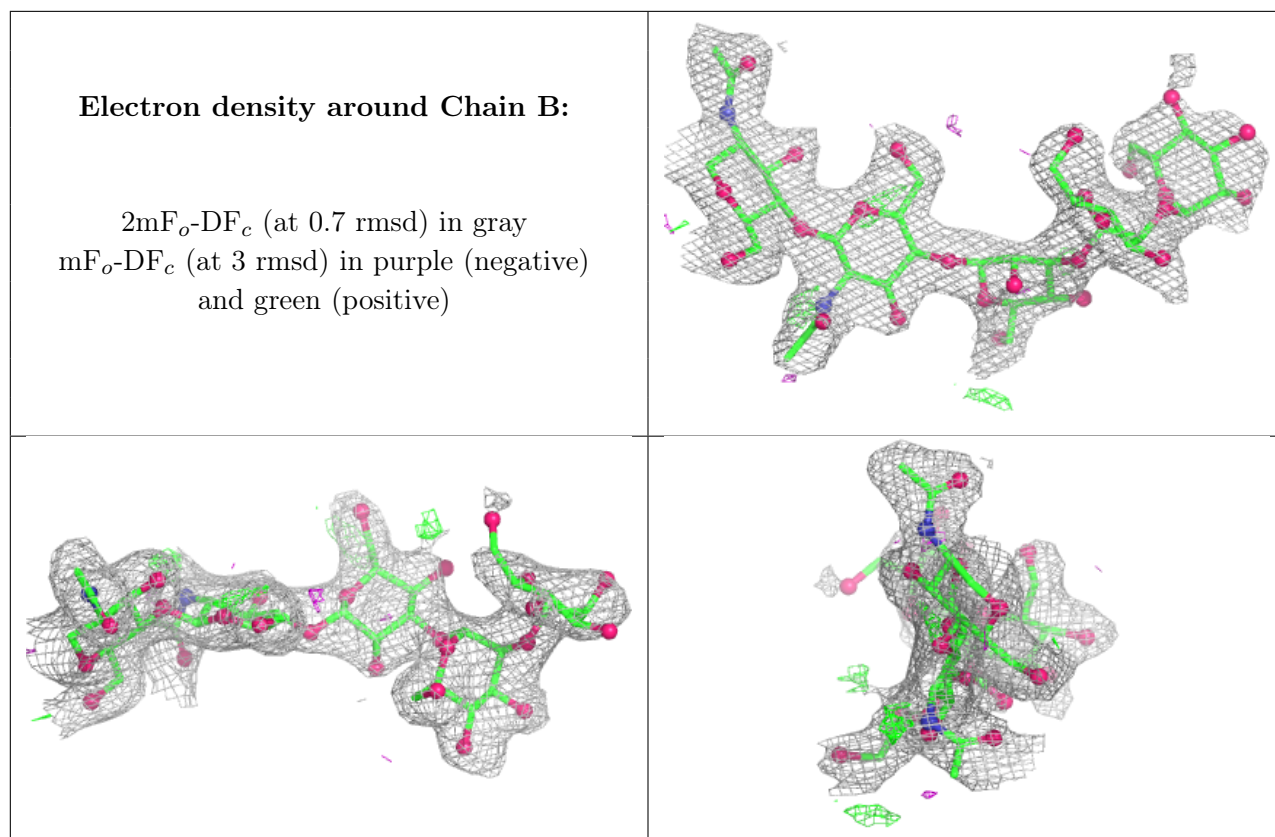 Electron density around Chain B:
2mFo-DFc (at 0.7 rmsd) in gray
mFo-DFc (at 3 rmsd) in purple (negative)
and green (positive)